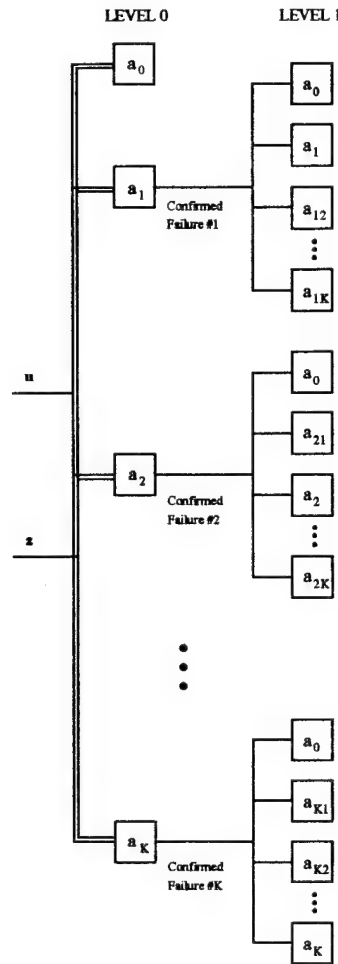 LEVEL 0 LEVEL 1
a0
a0
a1
a1
Confirmed
Failure #1
a12
a1K
u
a0
a21
a2
Confirmed
Failure #2
a2
z
a2K
a0
aK1
aK
Confirmed
Failure #K
aK2
aK